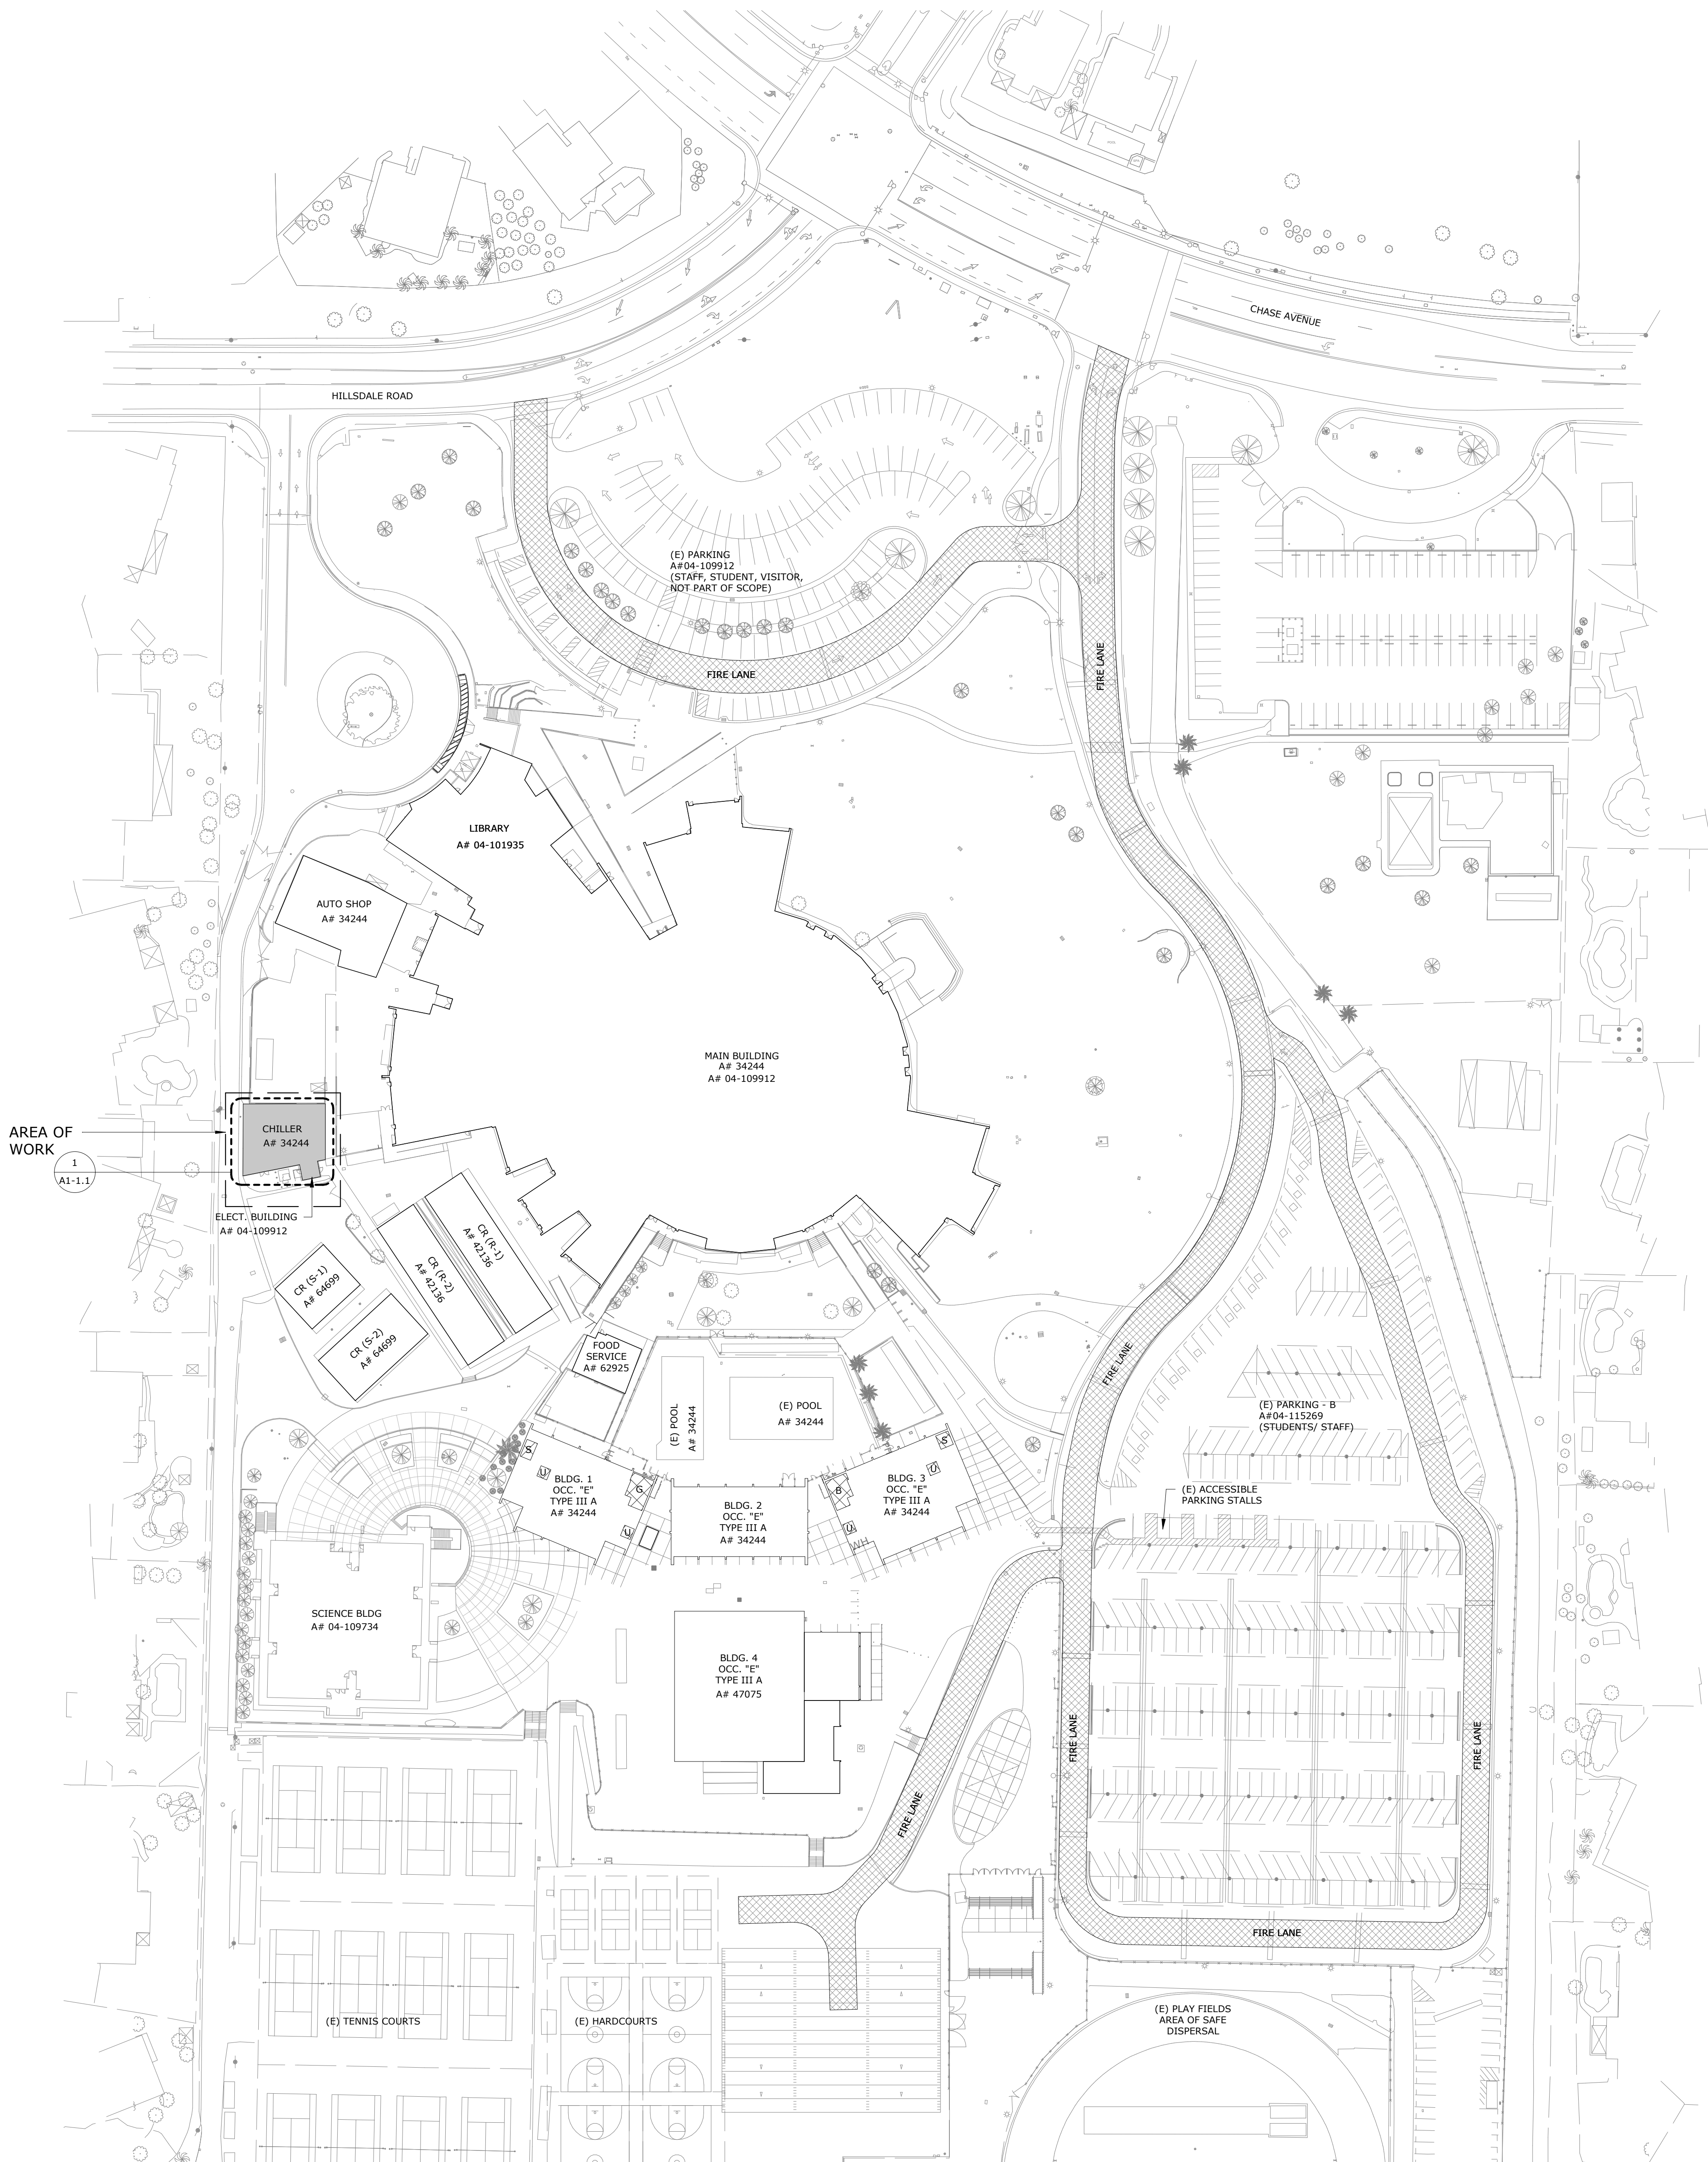 CHASE AVENUE
HILLSDALE ROAD
(E) PARKING
A#04-109912
(STAFF, STUDENT, VISITOR,
NOT PART OF SCOPE)
FIRE LANE
FIRE LANE
LIBRARY
A# 04-101935
AUTO SHOP
A# 34244
MAIN BUILDING
A# 34244
A# 04-109912
AREA OF
WORK
1
A1-1.1
CHILLER
A# 34244
ELECT. BUILDING
A# 04-109912
CR (R-1)
A# 42136
CR (R-2)
A# 42136
CR (S-1)
A# 64699
CR (S-2)
A# 64699
FOOD
SERVICE
A# 62925
(E) POOL
A# 34244
(E) POOL
A# 34244
FIRE LANE
(E) PARKING - B
A#04-115269
(STUDENTS/ STAFF)
(E) ACCESSIBLE
PARKING STALLS
S
U
G
U
BLDG. 1
OCC. "E"
TYPE III A
A# 34244
BLDG. 2
OCC. "E"
TYPE III A
A# 34244
S
U
B
U
WH
BLDG. 3
OCC. "E"
TYPE III A
A# 34244
SCIENCE BLDG
A# 04-109734
BLDG. 4
OCC. "E"
TYPE III A
A# 47075
FIRE LANE
FIRE LANE
FIRE LANE
FIRE LANE
(E) TENNIS COURTS
(E) HARDCOURTS
(E) PLAY FIELDS
AREA OF SAFE
DISPERSAL